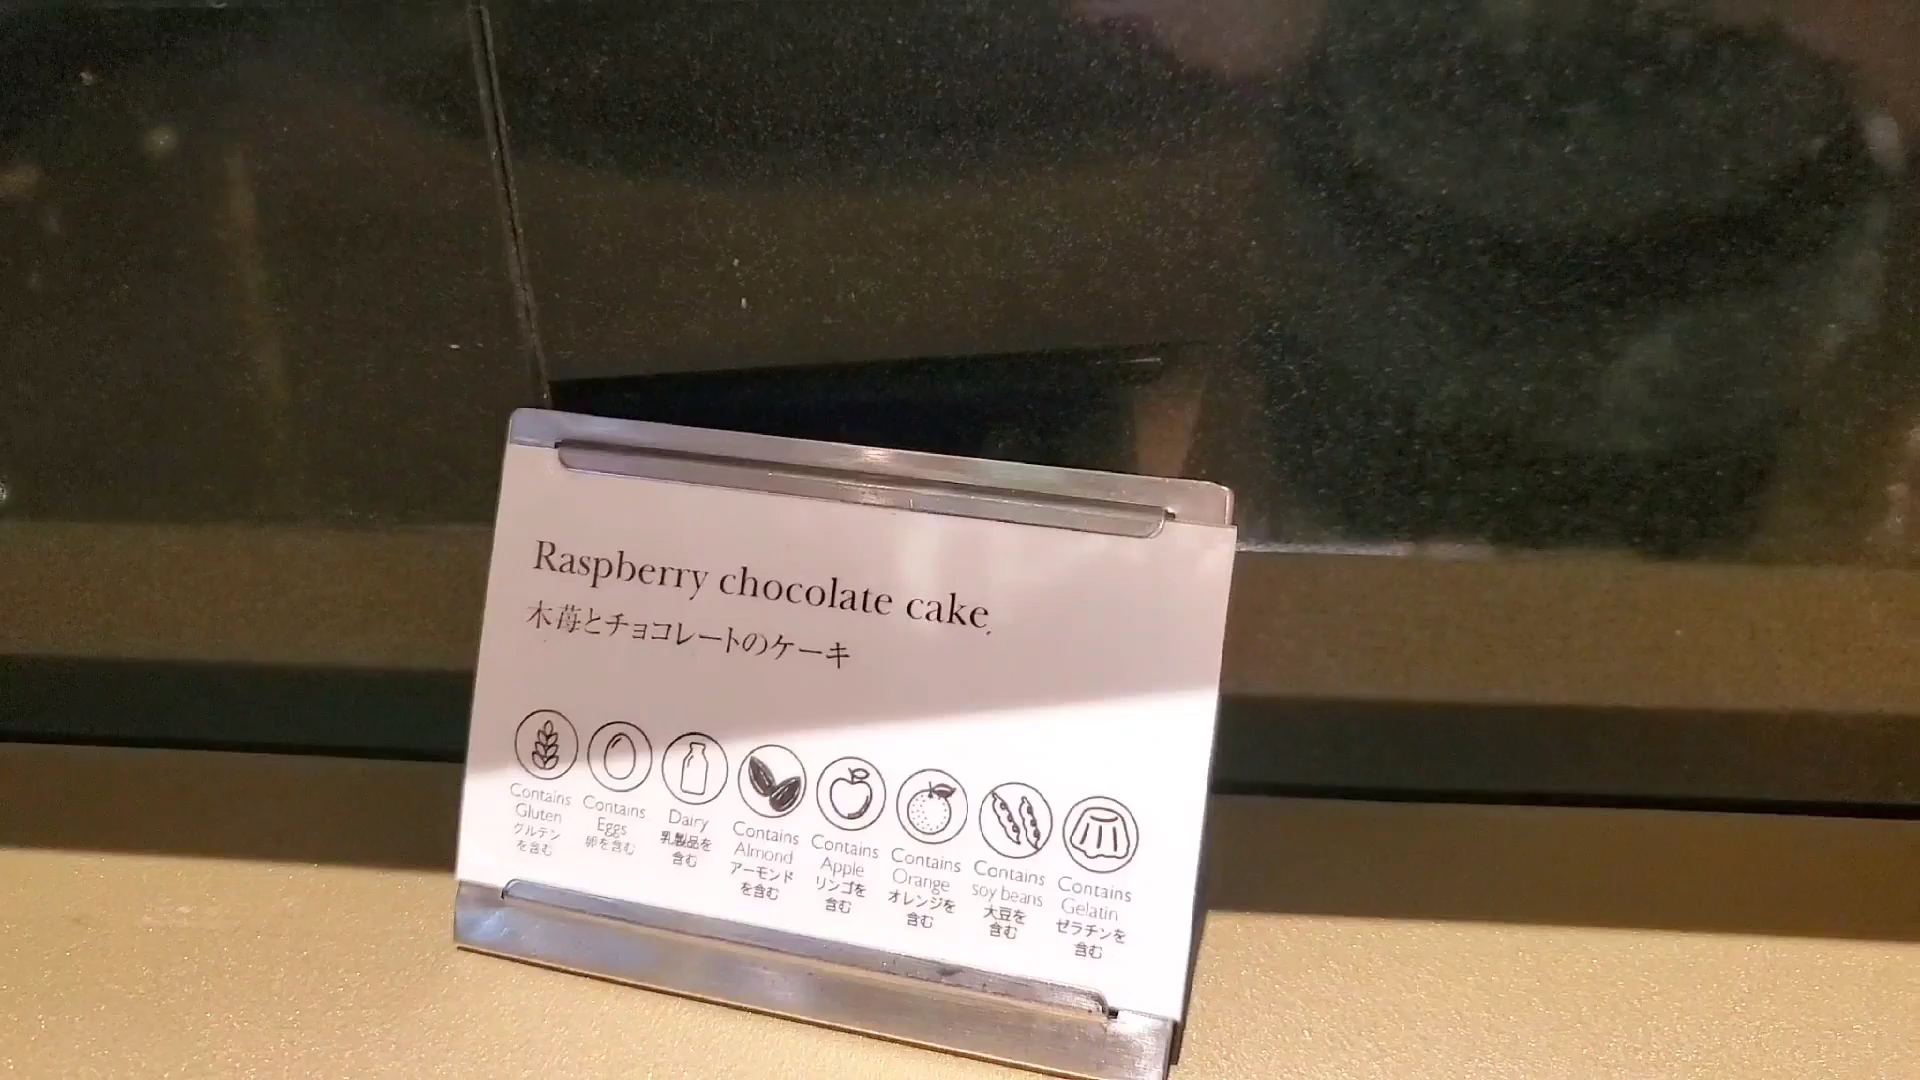 Raspberry chocolate cake
木苺とチョコレートのケーキ
Contains
Gluten
グルテン
を含む
Contains
Eggs
卵を含む
Dairy
乳製品を
含む
Contains
Almond
アーモンド
を含む
Contains
Apple
リンゴを
含む
Contains
Orange
オレンジを
含む
Contains
soy beans
大豆を
含む
Contains
Gelatin
ゼラチンを
含む